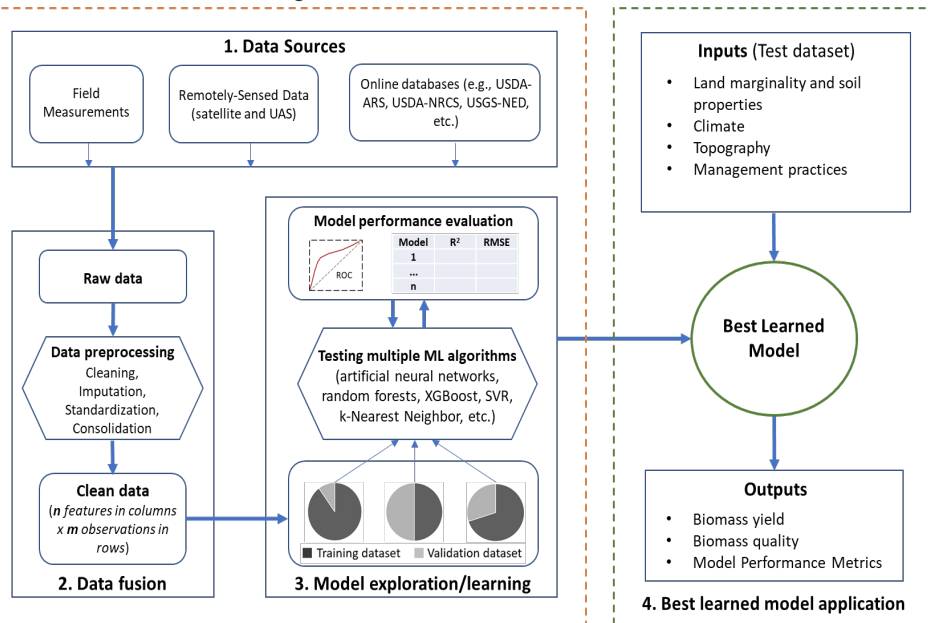 1. Data Sources
Field
Measurements
Remotely-Sensed Data
(satellite and UAS)
Online databases (e.g., USDA-
ARS, USDA-NRCS, USGS-NED,
etc.)
Raw data
Data preprocessing
Cleaning,
Imputation,
Standardization,
Consolidation
Clean data
(n features in columns
x m observations in
rows)
2. Data fusion
Model performance evaluation
ROC
Model R² RMSE
1
...
n
Testing multiple ML algorithms
(artificial neural networks,
random forests, XGBoost, SVR,
k-Nearest Neighbor, etc.)
Training dataset Validation dataset
3. Model exploration/learning
Inputs (Test dataset)
• Land marginality and soil
properties
• Climate
• Topography
• Management practices
Best Learned
Model
Outputs
• Biomass yield
• Biomass quality
• Model Performance Metrics
4. Best learned model application